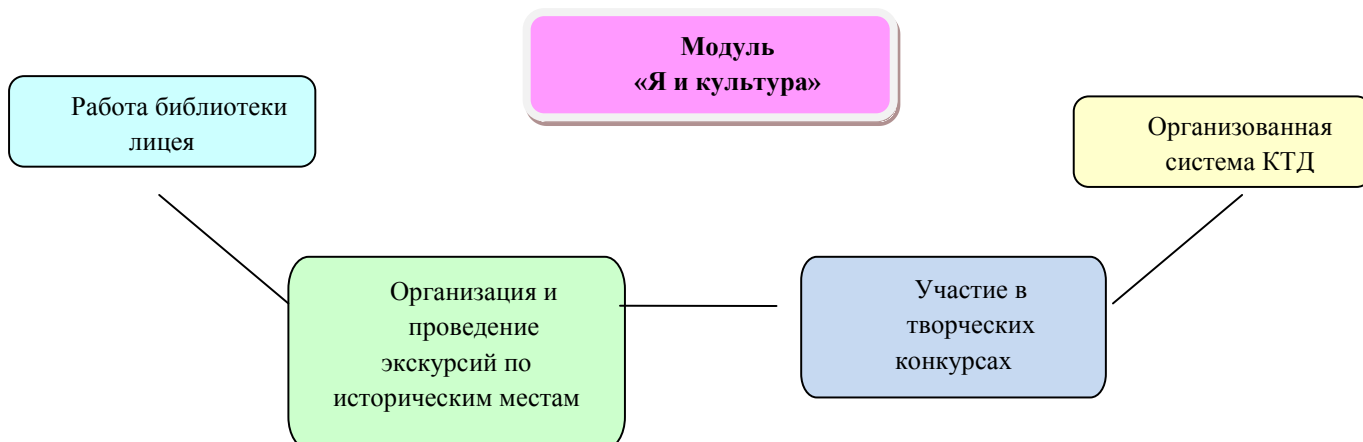 Модуль
«Я и культура»
Работа библиотеки
лицея
Организованная
система КТД
Организация и
проведение
экскурсий по
историческим местам
Участие в
творческих
конкурсах